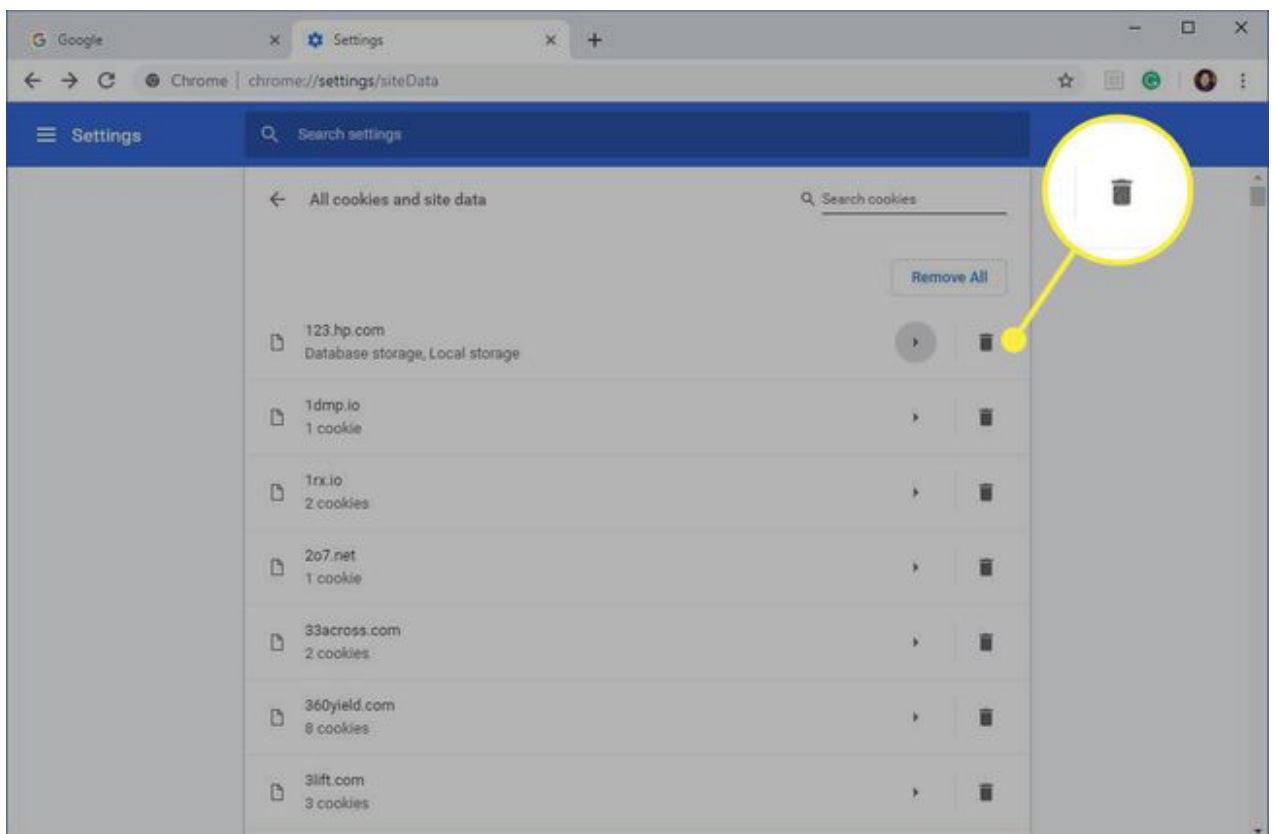 Google
Settings
Chrome | chrome://settings/siteData
Settings
Search settings
All cookies and site data
Search cookies
Remove All
123.hp.com
Database storage, Local storage
1dmp.io
1 cookie
1rx.io
2 cookies
2o7.net
1 cookie
33across.com
2 cookies
360yield.com
8 cookies
3lift.com
3 cookies